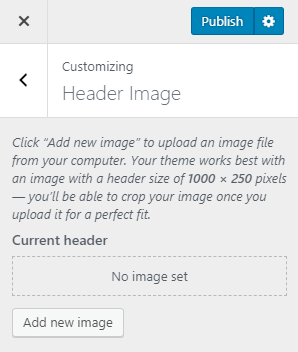 Publish
Customizing
Header Image
Click “Add new image” to upload an image file
from your computer. Your theme works best with
an image with a header size of 1000 × 250 pixels
— you’ll be able to crop your image once you
upload it for a perfect fit.
Current header
No image set
Add new image